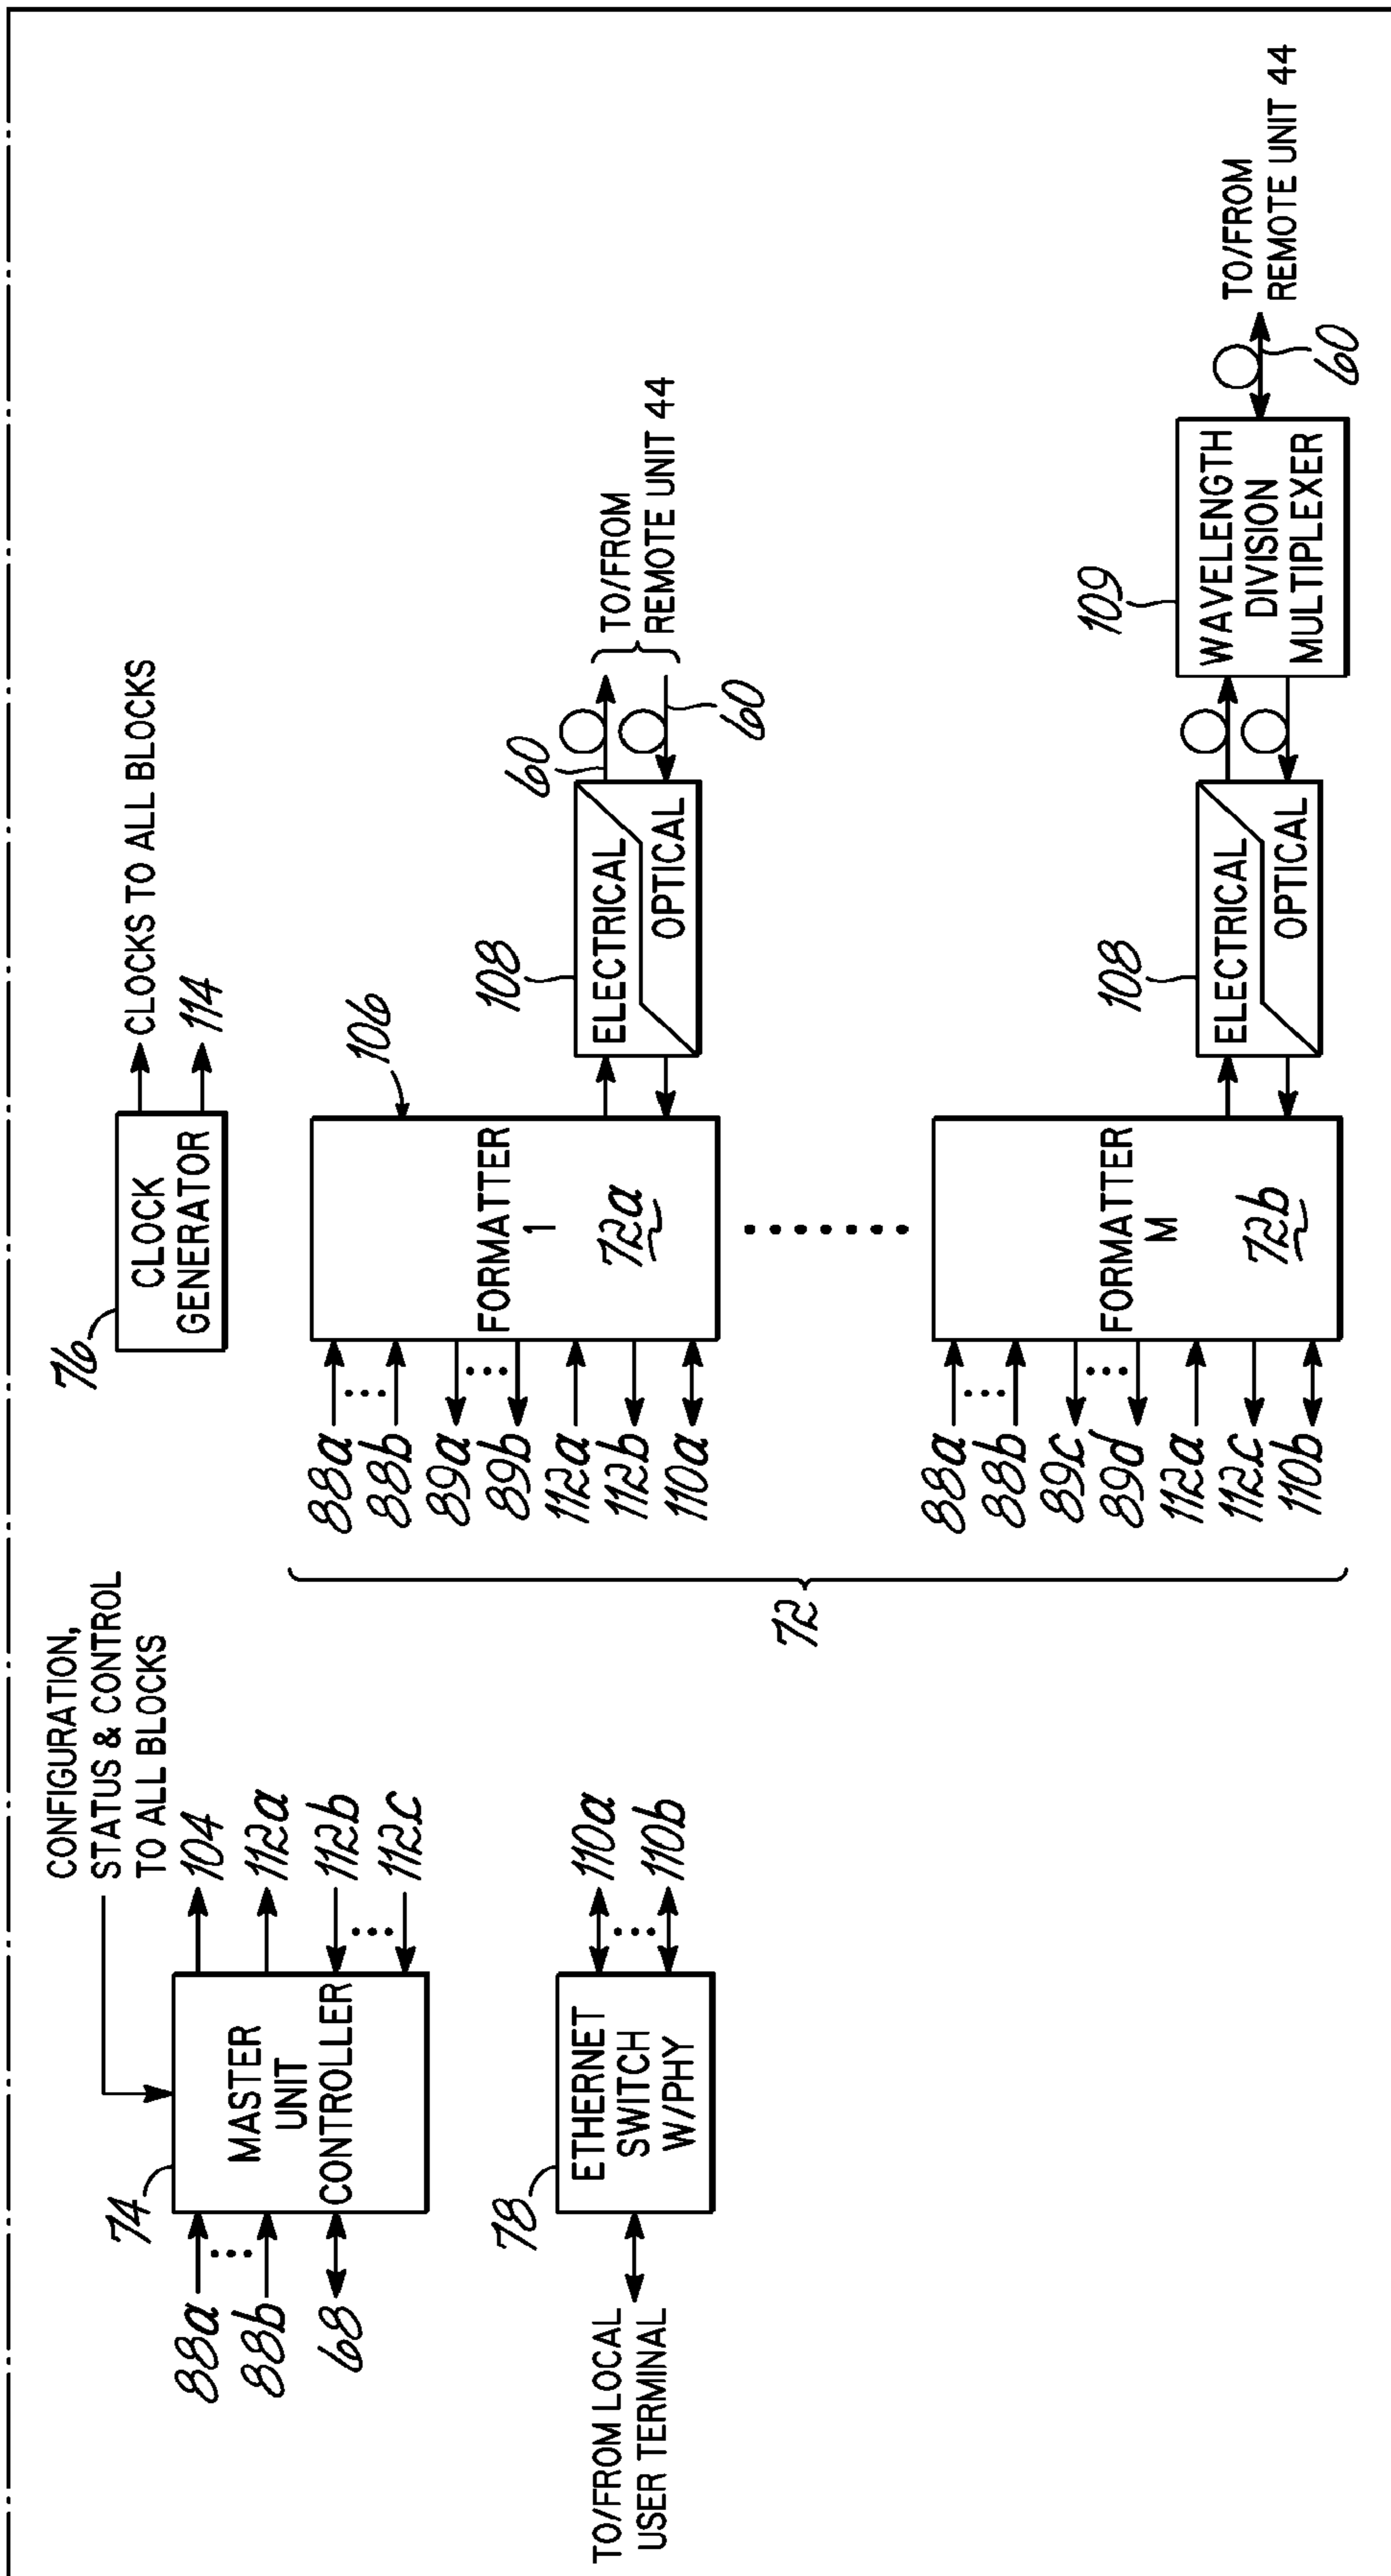 CONFIGURATION,
STATUS & CONTROL
TO ALL BLOCKS
74
MASTER
UNIT
CONTROLLER
88a
88b
68
104
112a
112b
112c
78
ETHERNET
SWITCH
W/PHY
TO/FROM LOCAL
USER TERMINAL
110a
110b
76
CLOCK
GENERATOR
CLOCKS TO ALL BLOCKS
114
72
88a
88b
89a
89b
112a
112b
110a
FORMATTER
1
72a
106
108
ELECTRICAL
OPTICAL
60
60
TO/FROM
REMOTE UNIT 44
88a
88b
89c
89d
112a
112c
110b
FORMATTER
M
72b
108
ELECTRICAL
OPTICAL
109
WAVELENGTH
DIVISION
MULTIPLEXER
60
TO/FROM
REMOTE UNIT 44